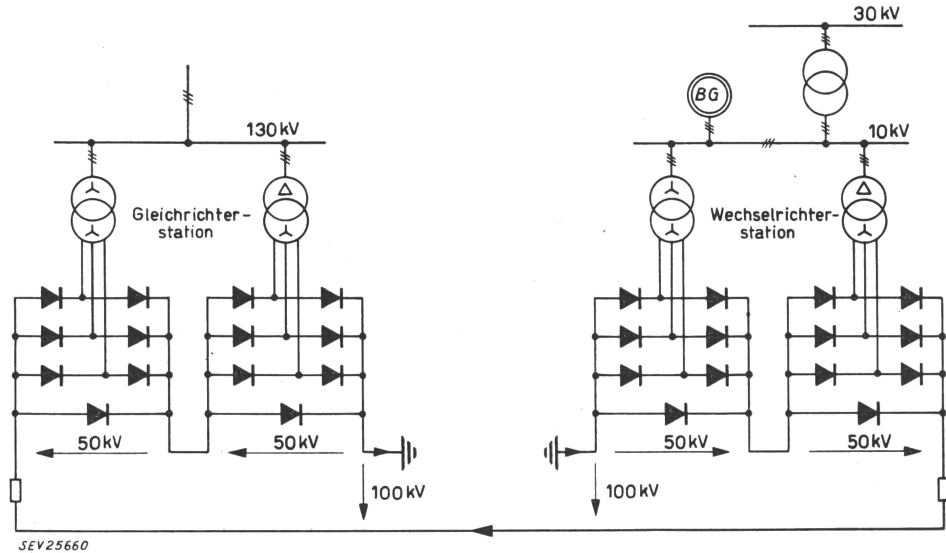 30 kV
BG
130 kV
10 kV
Gleichrichter-
station
Wechselrichter-
station
50 kV
50 kV
50 kV
50 kV
100 kV
100 kV
SEV 25660